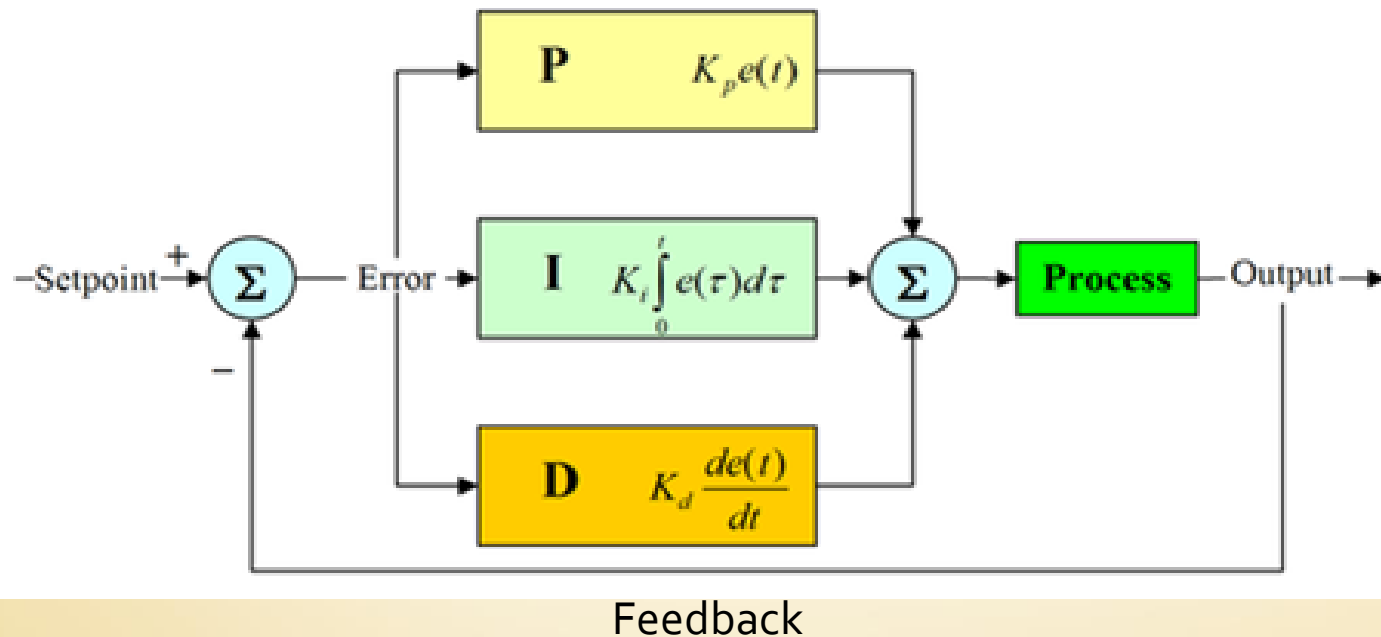 P K_p e(t)
+
–Setpoint Σ Error I K_i ∫_0^t e(τ)dτ Σ Process Output
–
D K_d de(t)/dt
Feedback